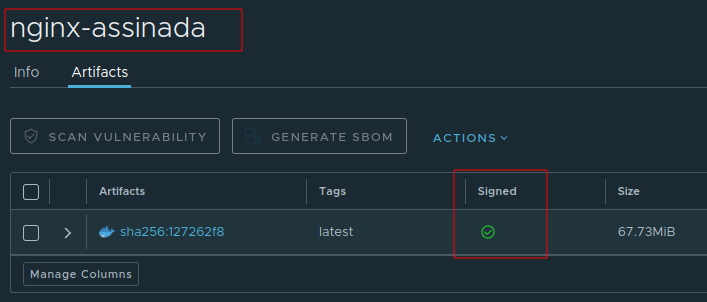 nginx-assinada
Info Artifacts
SCAN VULNERABILITY GENERATE SBOM ACTIONS
Artifacts Tags Signed Size
sha256:127262f8 latest 67.73MiB
Manage Columns